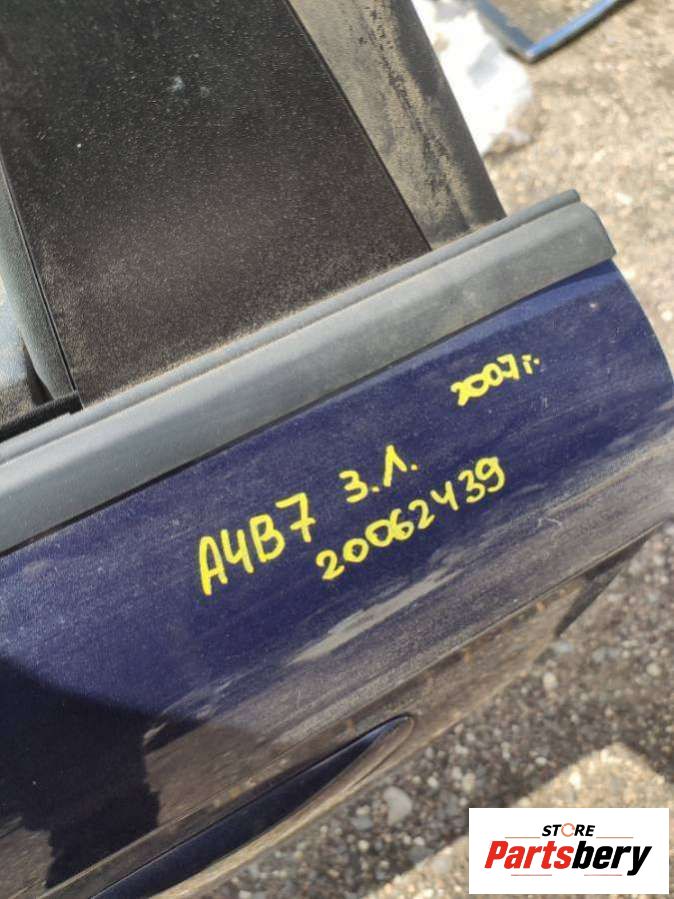 2007г.
A4B7 З.Л.
20062439
STORE
Partsbery